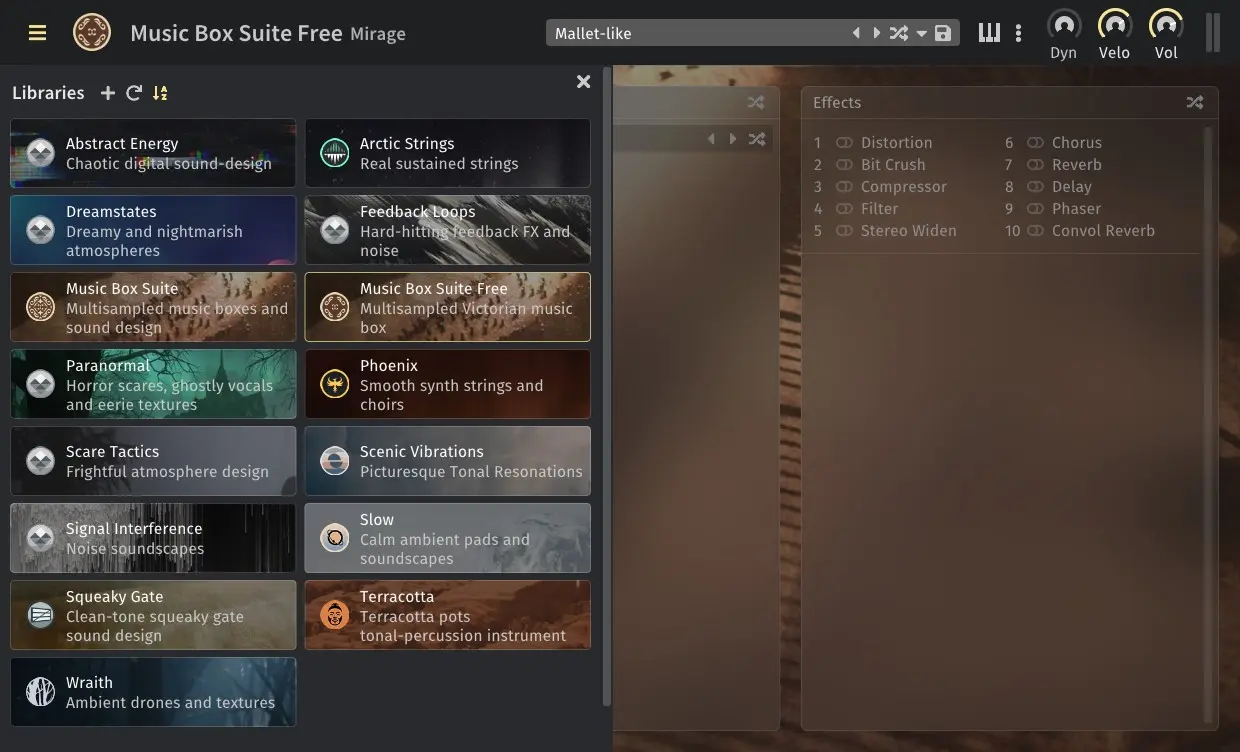 Music Box Suite Free Mirage
Mallet-like
Dyn
Velo
Vol
Libraries
Abstract Energy
Chaotic digital sound-design
Arctic Strings
Real sustained strings
Dreamstates
Dreamy and nightmarish
atmospheres
Feedback Loops
Hard-hitting feedback FX and
noise
Music Box Suite
Multisampled music boxes and
sound design
Music Box Suite Free
Multisampled Victorian music
box
Paranormal
Horror scares, ghostly vocals
and eerie textures
Phoenix
Smooth synth strings and
choirs
Scare Tactics
Frightful atmosphere design
Scenic Vibrations
Picturesque Tonal Resonations
Signal Interference
Noise soundscapes
Slow
Calm ambient pads and
soundscapes
Squeaky Gate
Clean-tone squeaky gate
sound design
Terracotta
Terracotta pots
tonal-percussion instrument
Wraith
Ambient drones and textures
Effects
1 Distortion
2 Bit Crush
3 Compressor
4 Filter
5 Stereo Widen
6 Chorus
7 Reverb
8 Delay
9 Phaser
10 Convol Reverb